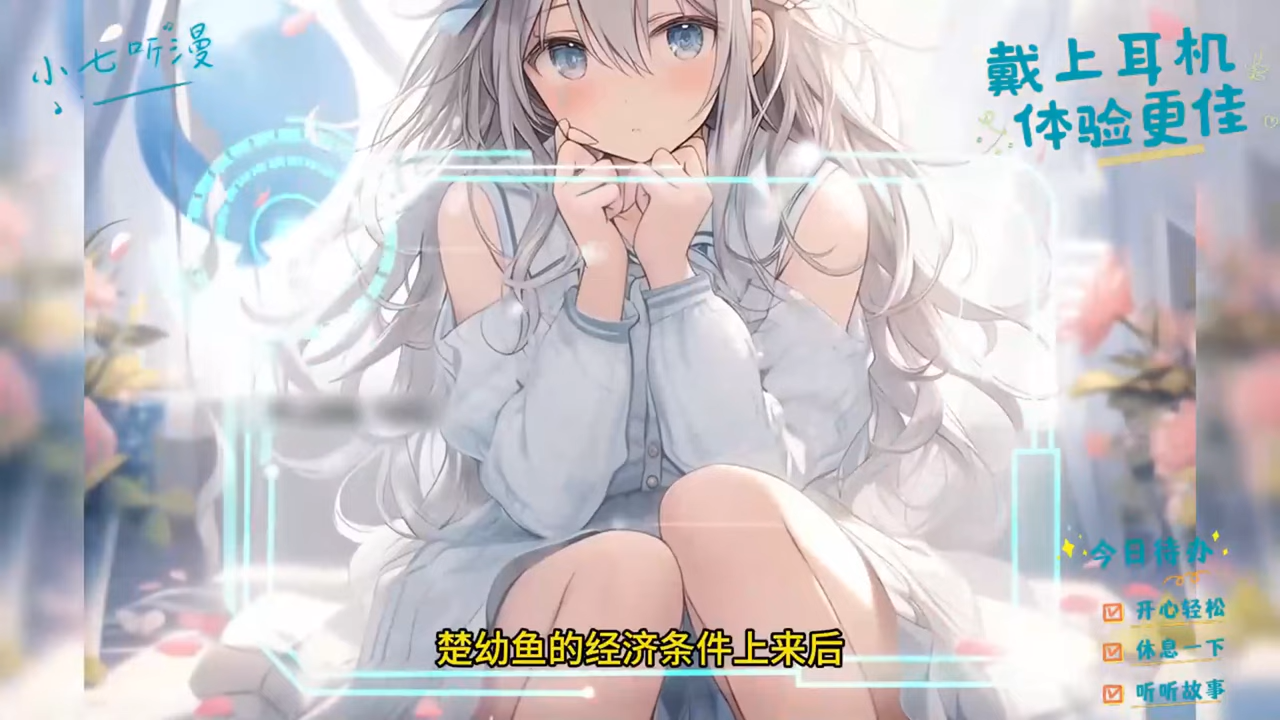 小七听漫
戴上耳机
体验更佳
今日待办
开心轻松
休息一下
听听故事
楚幼鱼的经济条件上来后